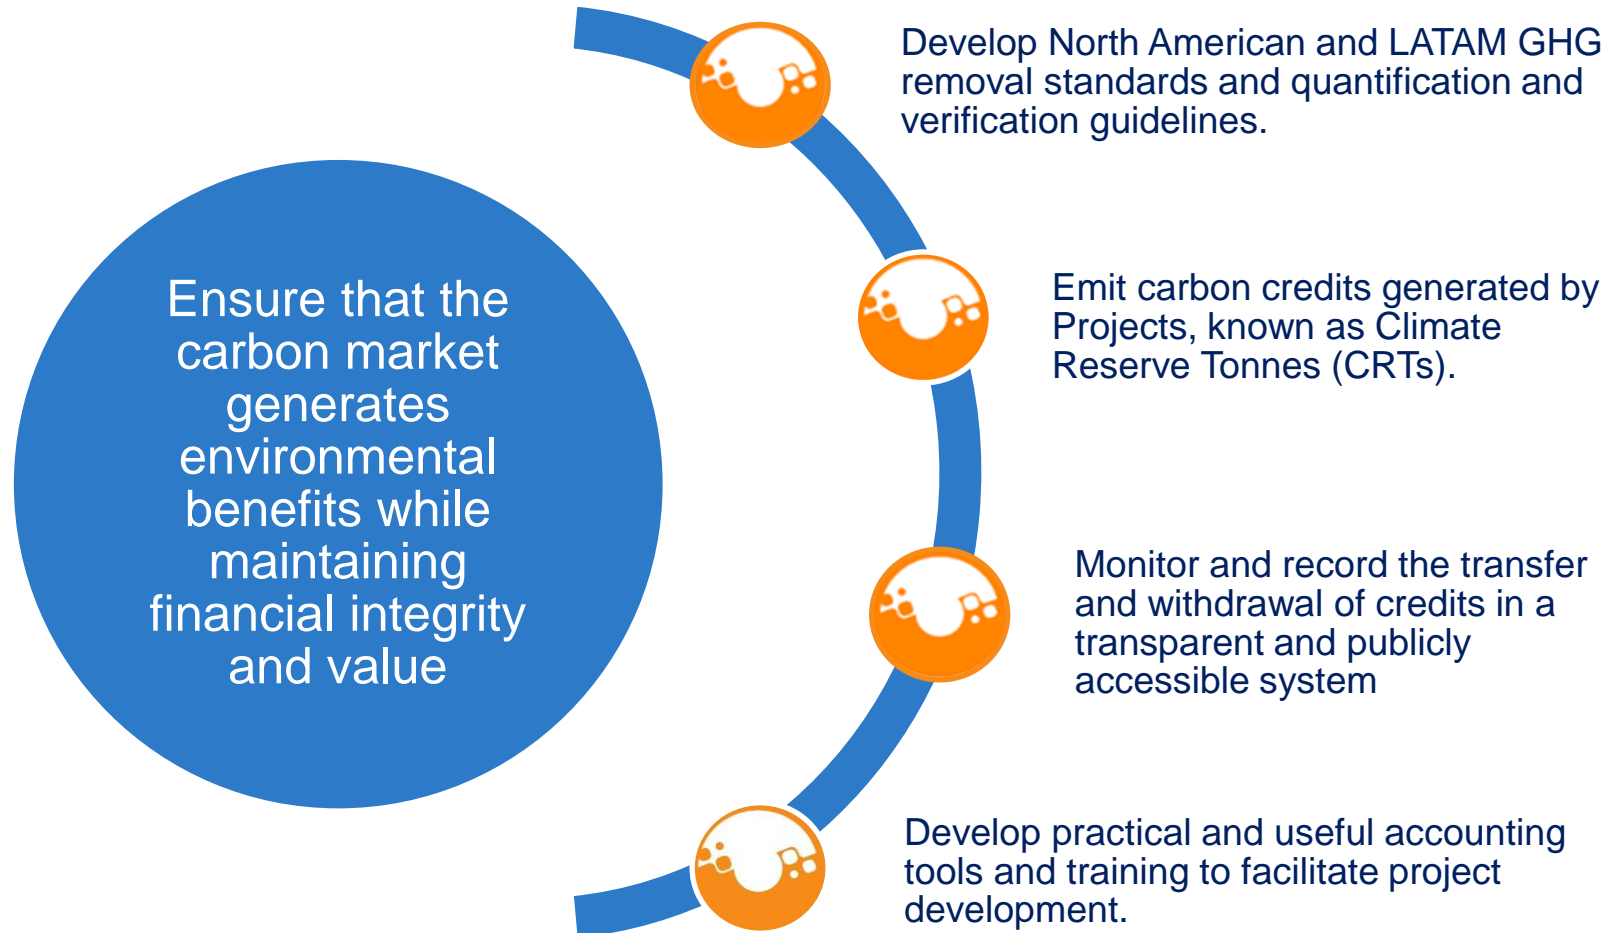 Ensure that the
carbon market
generates
environmental
benefits while
maintaining
financial integrity
and value
Develop North American and LATAM GHG
removal standards and quantification and
verification guidelines.
Emit carbon credits generated by
Projects, known as Climate
Reserve Tonnes (CRTs).
Monitor and record the transfer
and withdrawal of credits in a
transparent and publicly
accessible system
Develop practical and useful accounting
tools and training to facilitate project
development.